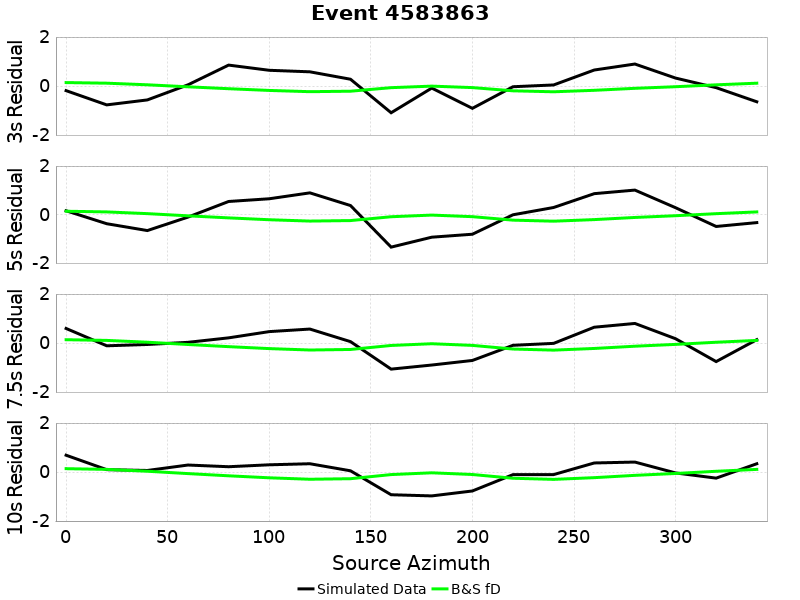 Event 4583863
3s Residual
2
0
-2
5s Residual
2
0
-2
7.5s Residual
2
0
-2
10s Residual
2
0
-2
0 50 100 150 200 250 300
Source Azimuth
Simulated Data B&S fD